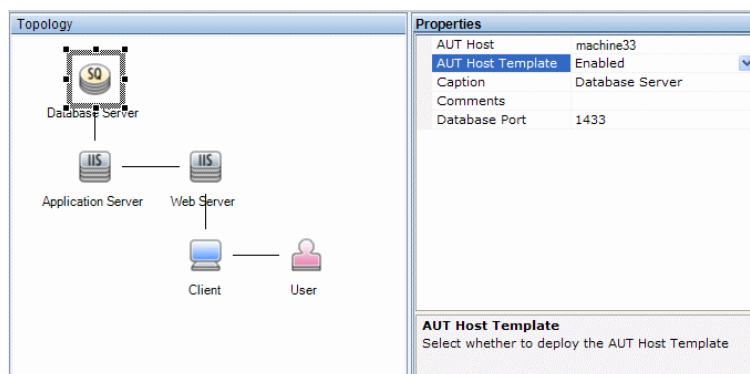 Topology
SQ
Database Server
IIS
IIS
Application Server
Web Server
Client
User
Properties
AUT Host machine33
AUT Host Template Enabled
Caption Database Server
Comments
Database Port 1433
AUT Host Template
Select whether to deploy the AUT Host Template